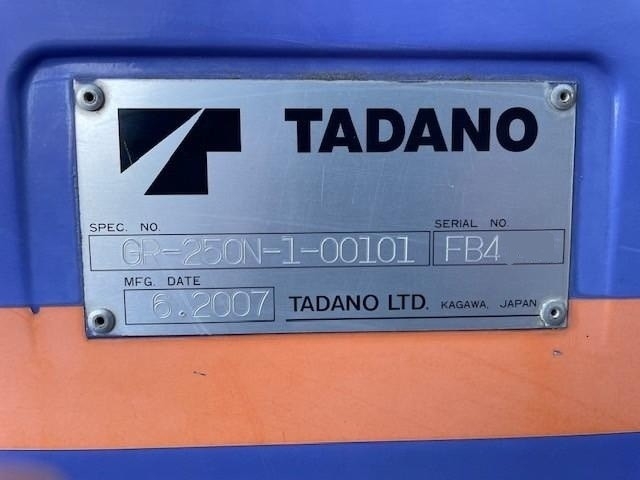 TADANO
SPEC. NO.
SERIAL NO.
GR-250N-1-00101
FB4
MFG. DATE
6.2007
TADANO LTD. KAGAWA, JAPAN